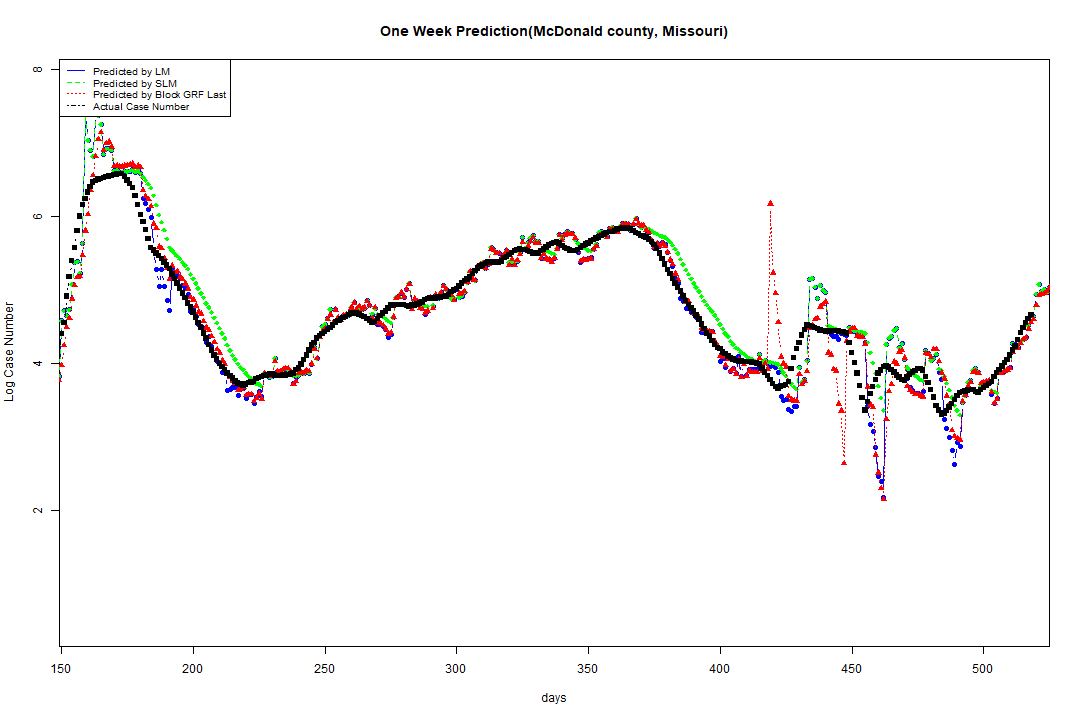 One Week Prediction(McDonald county, Missouri)
Predicted by LM
Predicted by SLM
Predicted by Block GRF Last
Actual Case Number
Log Case Number
8
6
4
2
150 200 250 300 350 400 450 500
days